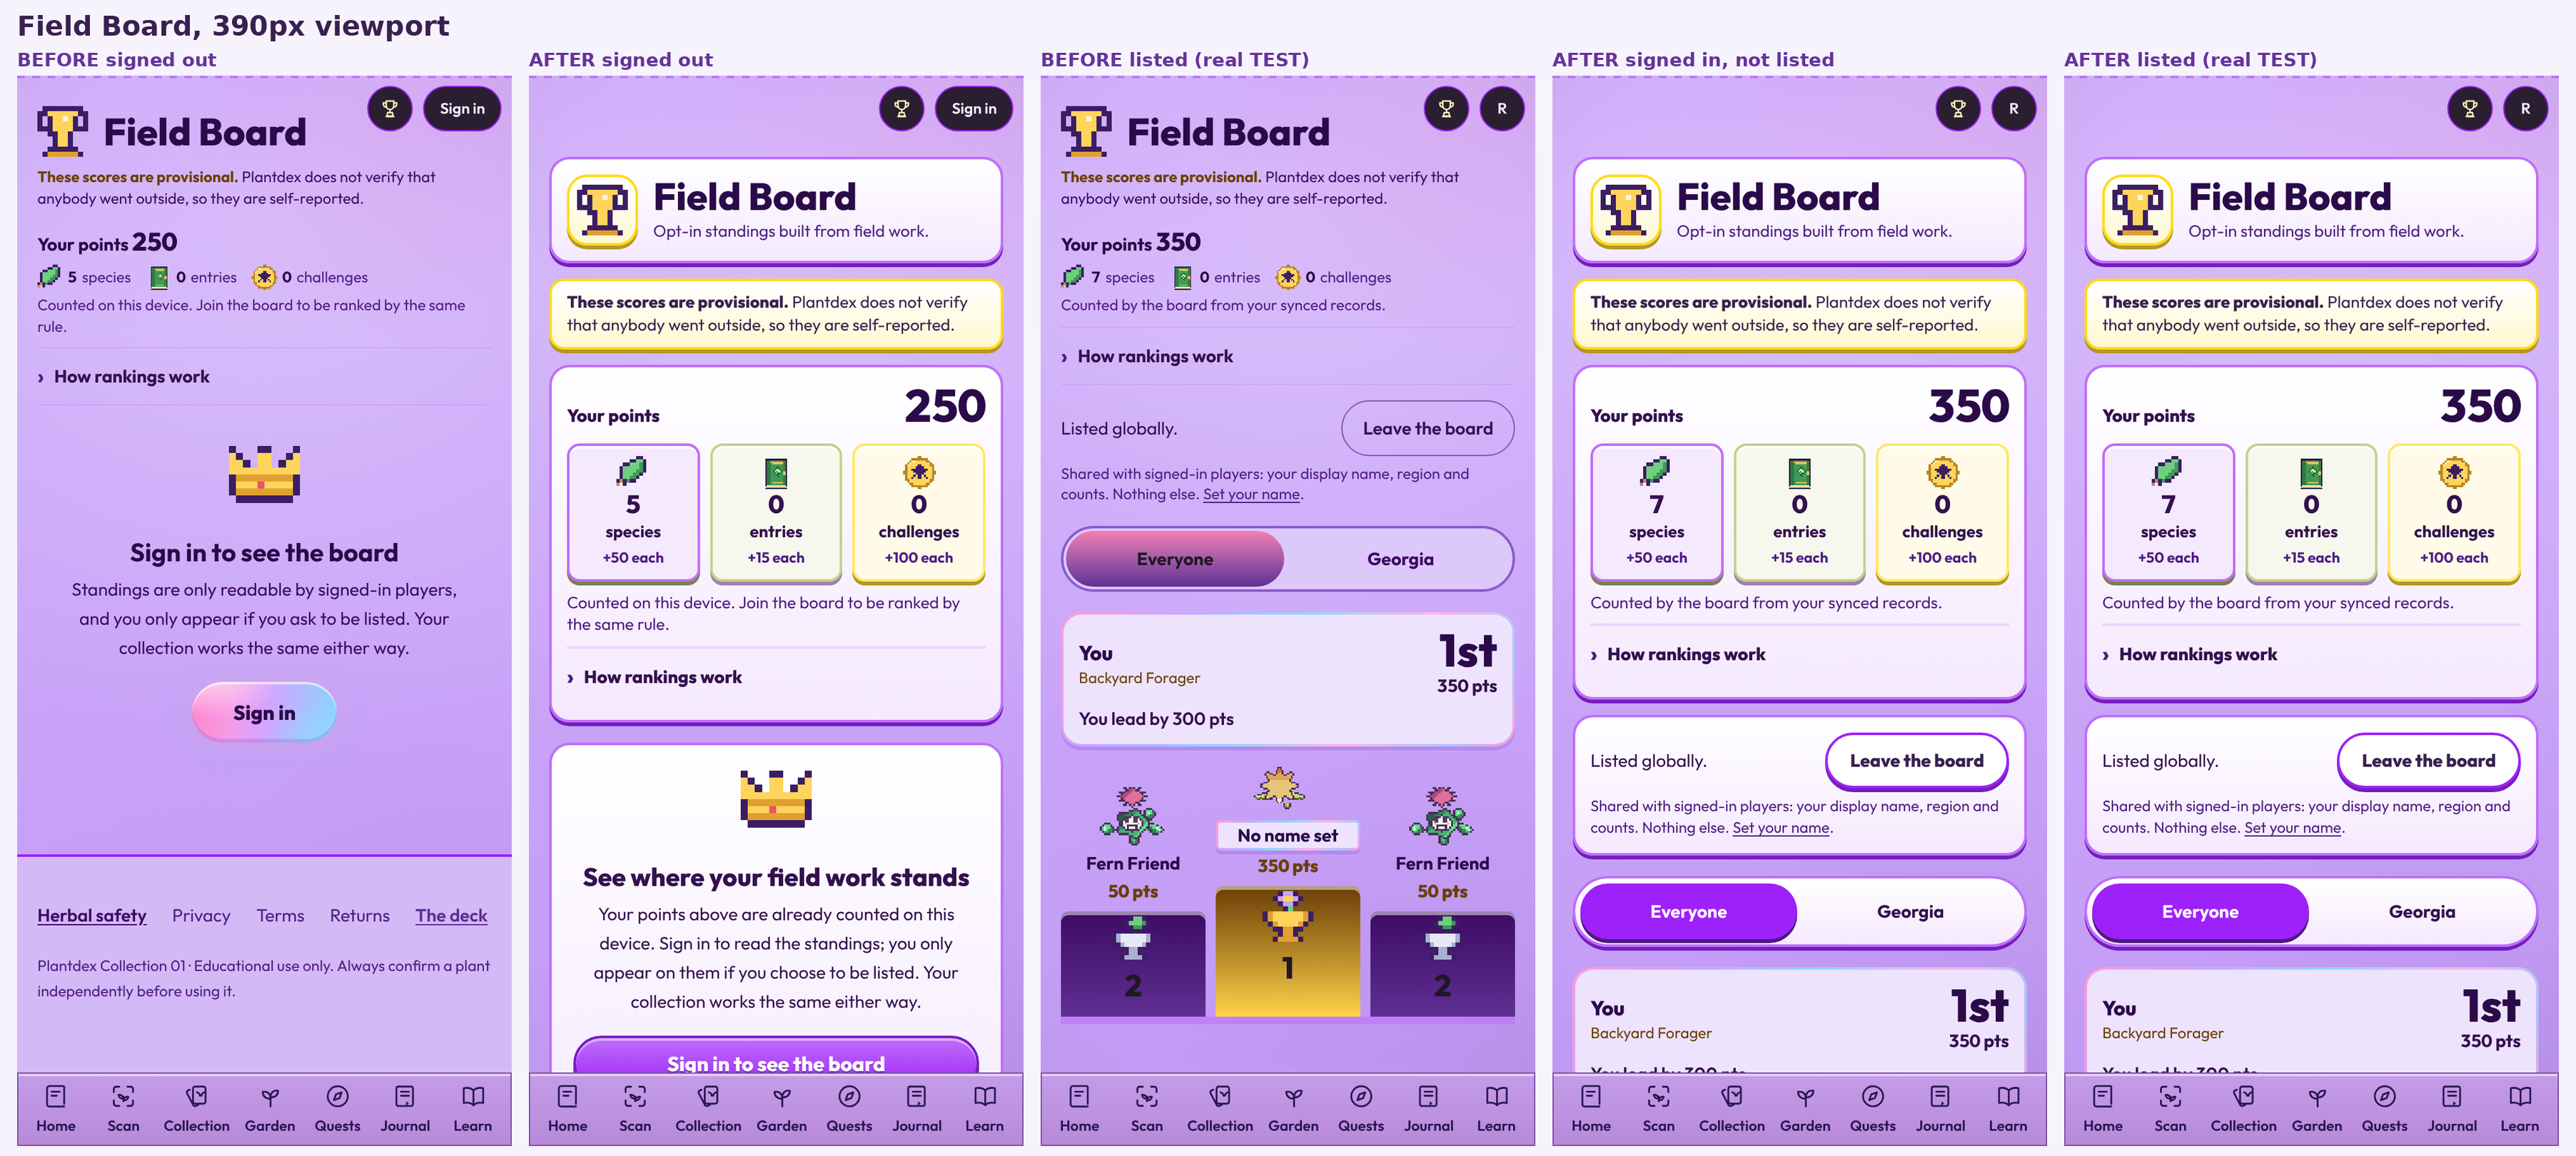 Field Board, 390px viewport
BEFORE signed out
Sign in
Field Board
These scores are provisional. Plantdex does not verify that
anybody went outside, so they are self-reported.
Your points 250
5 species 0 entries 0 challenges
Counted on this device. Join the board to be ranked by the same
rule.
› How rankings work
Sign in to see the board
Standings are only readable by signed-in players,
and you only appear if you ask to be listed. Your
collection works the same either way.
Sign in
Herbal safety Privacy Terms Returns The deck
Plantdex Collection 01 · Educational use only. Always confirm a plant
independently before using it.
Home Scan Collection Garden Quests Journal Learn
AFTER signed out
Sign in
Field Board
Opt-in standings built from field work.
These scores are provisional. Plantdex does not verify
that anybody went outside, so they are self-reported.
Your points 250
5 0 0
species entries challenges
+50 each +15 each +100 each
Counted on this device. Join the board to be ranked by
the same rule.
› How rankings work
See where your field work stands
Your points above are already counted on this
device. Sign in to read the standings; you only
appear on them if you choose to be listed. Your
collection works the same either way.
Sign in to see the board
Home Scan Collection Garden Quests Journal Learn
BEFORE listed (real TEST)
R
Field Board
These scores are provisional. Plantdex does not verify that
anybody went outside, so they are self-reported.
Your points 350
7 species 0 entries 0 challenges
Counted by the board from your synced records.
› How rankings work
Listed globally. Leave the board
Shared with signed-in players: your display name, region and
counts. Nothing else. Set your name.
Everyone Georgia
You 1st
Backyard Forager 350 pts
You lead by 300 pts
No name set
Fern Friend 350 pts Fern Friend
50 pts 50 pts
2 1 2
Home Scan Collection Garden Quests Journal Learn
AFTER signed in, not listed
R
Field Board
Opt-in standings built from field work.
These scores are provisional. Plantdex does not verify
that anybody went outside, so they are self-reported.
Your points 350
7 0 0
species entries challenges
+50 each +15 each +100 each
Counted by the board from your synced records.
› How rankings work
Listed globally. Leave the board
Shared with signed-in players: your display name, region and
counts. Nothing else. Set your name.
Everyone Georgia
You 1st
Backyard Forager 350 pts
You lead by 300 pts
Home Scan Collection Garden Quests Journal Learn
AFTER listed (real TEST)
R
Field Board
Opt-in standings built from field work.
These scores are provisional. Plantdex does not verify
that anybody went outside, so they are self-reported.
Your points 350
7 0 0
species entries challenges
+50 each +15 each +100 each
Counted by the board from your synced records.
› How rankings work
Listed globally. Leave the board
Shared with signed-in players: your display name, region and
counts. Nothing else. Set your name.
Everyone Georgia
You 1st
Backyard Forager 350 pts
You lead by 300 pts
Home Scan Collection Garden Quests Journal Learn